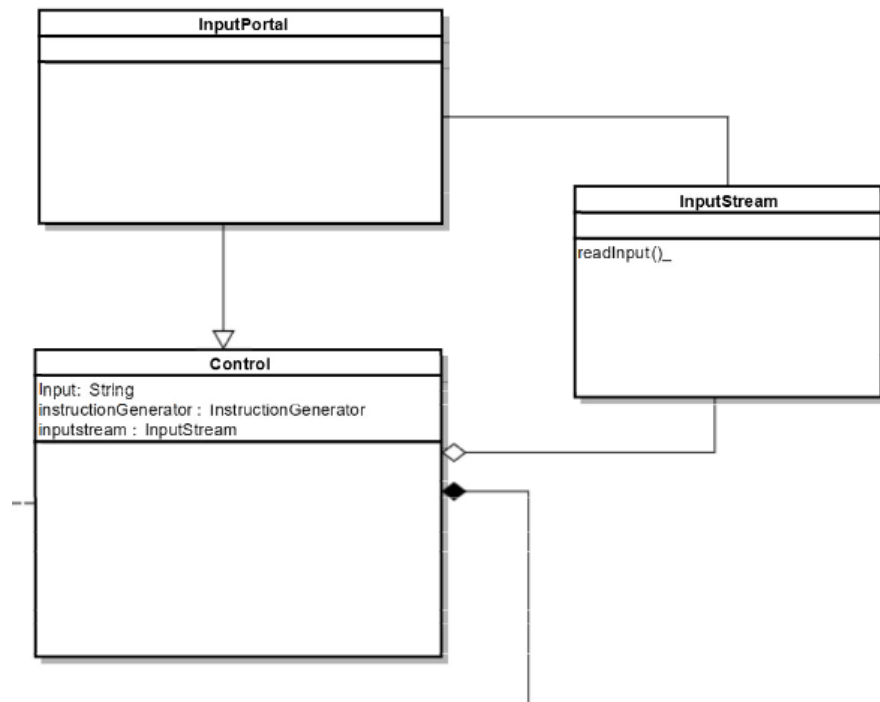 InputPortal
InputStream
readInput()_
Control
Input: String
instructionGenerator : InstructionGenerator
inputstream : InputStream